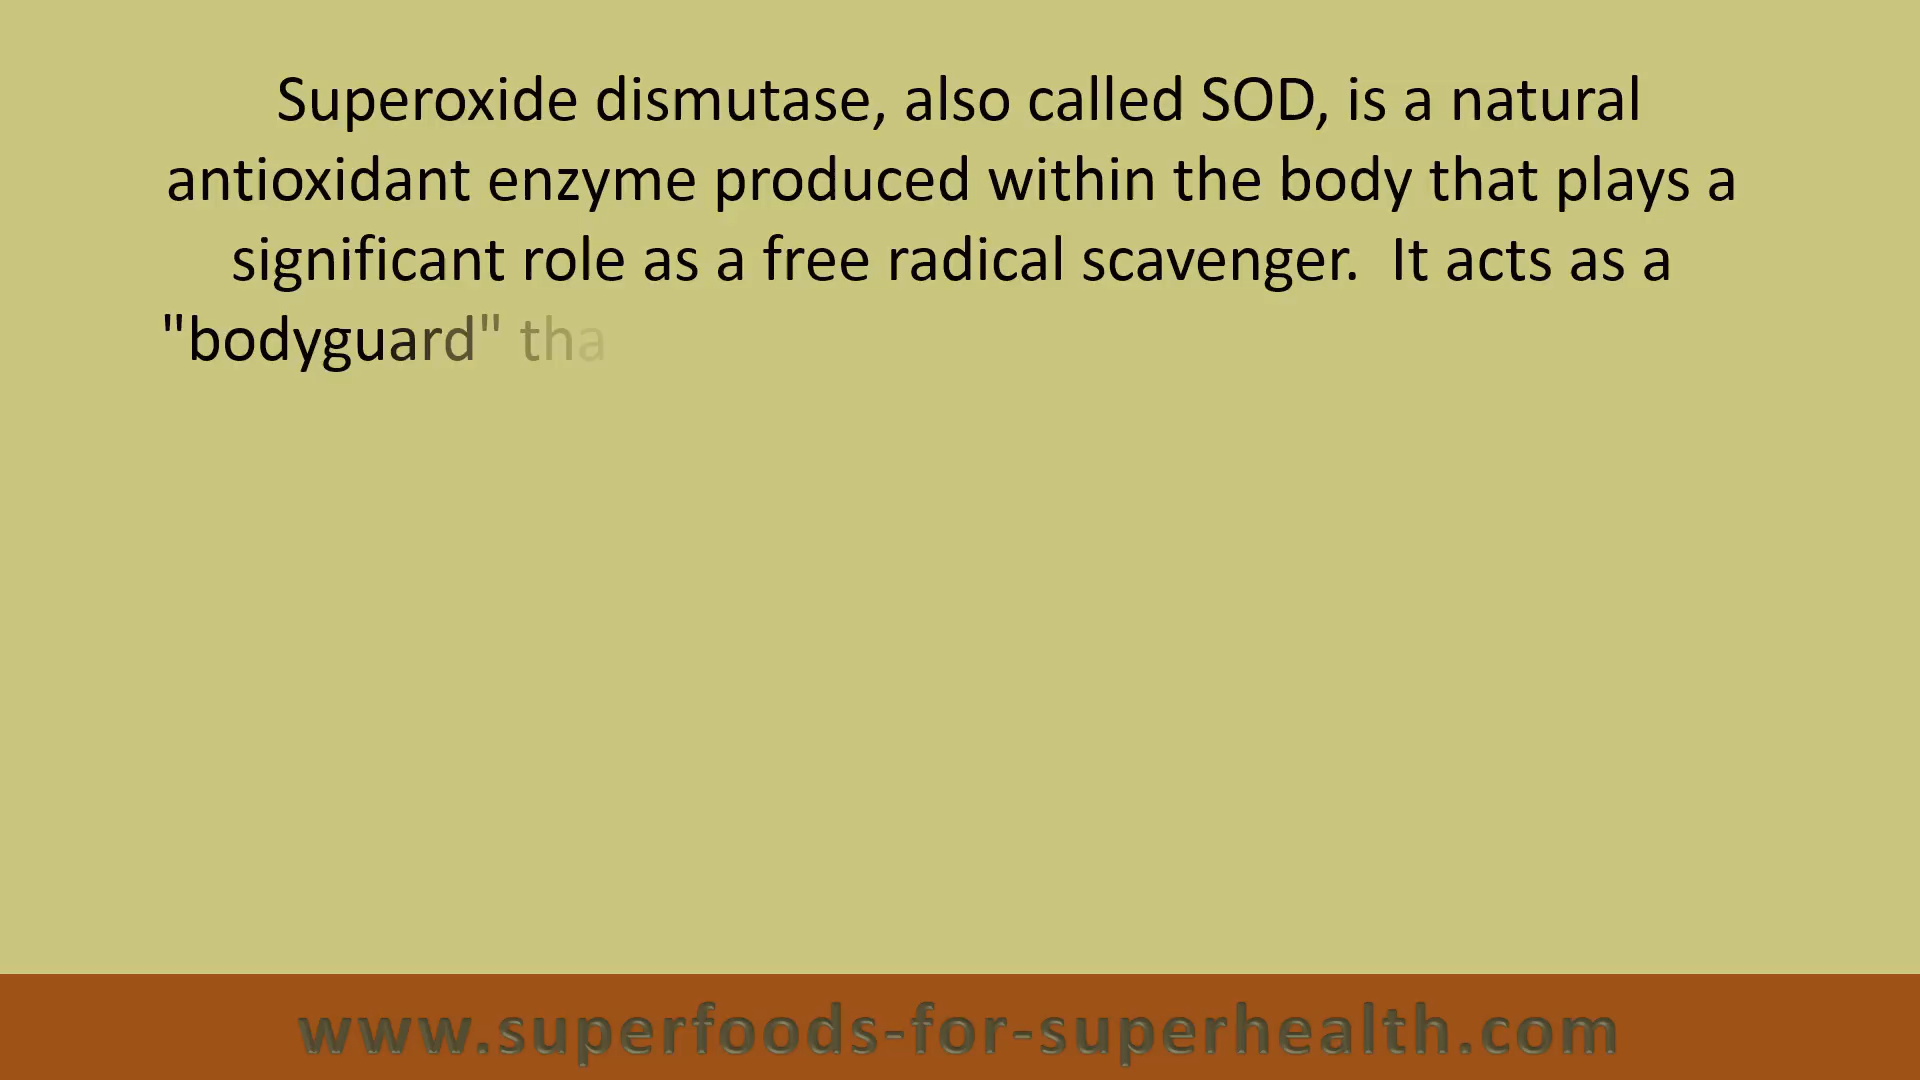 Superoxide dismutase, also called SOD, is a natural
antioxidant enzyme produced within the body that plays a
significant role as a free radical scavenger.  It acts as a
"bodyguard" tha
www.superfoods-for-superhealth.com